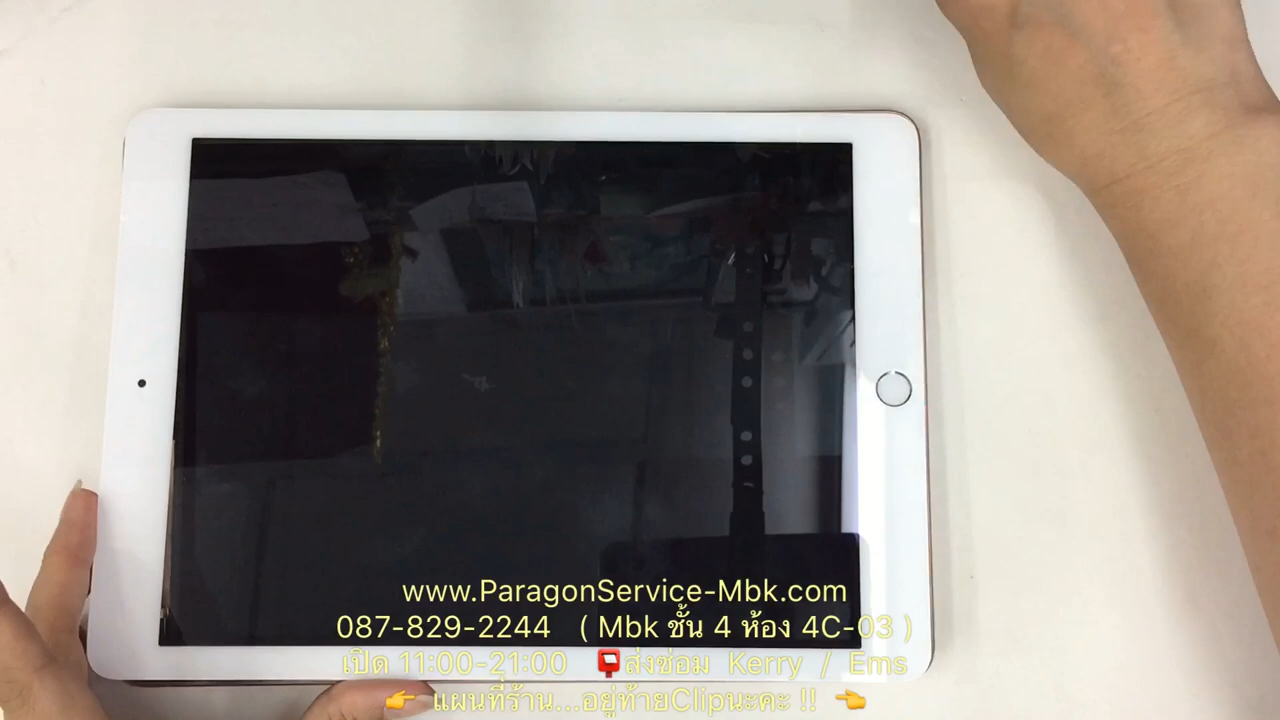 www.ParagonService-Mbk.com
087-829-2244 ( Mbk ชั้น 4 ห้อง 4C-03 )
เปิด 11:00-21:00 📮ส่งซ่อม Kerry / Ems
👉 แผนที่ร้าน...อยู่ท้ายClipนะคะ !! 👈